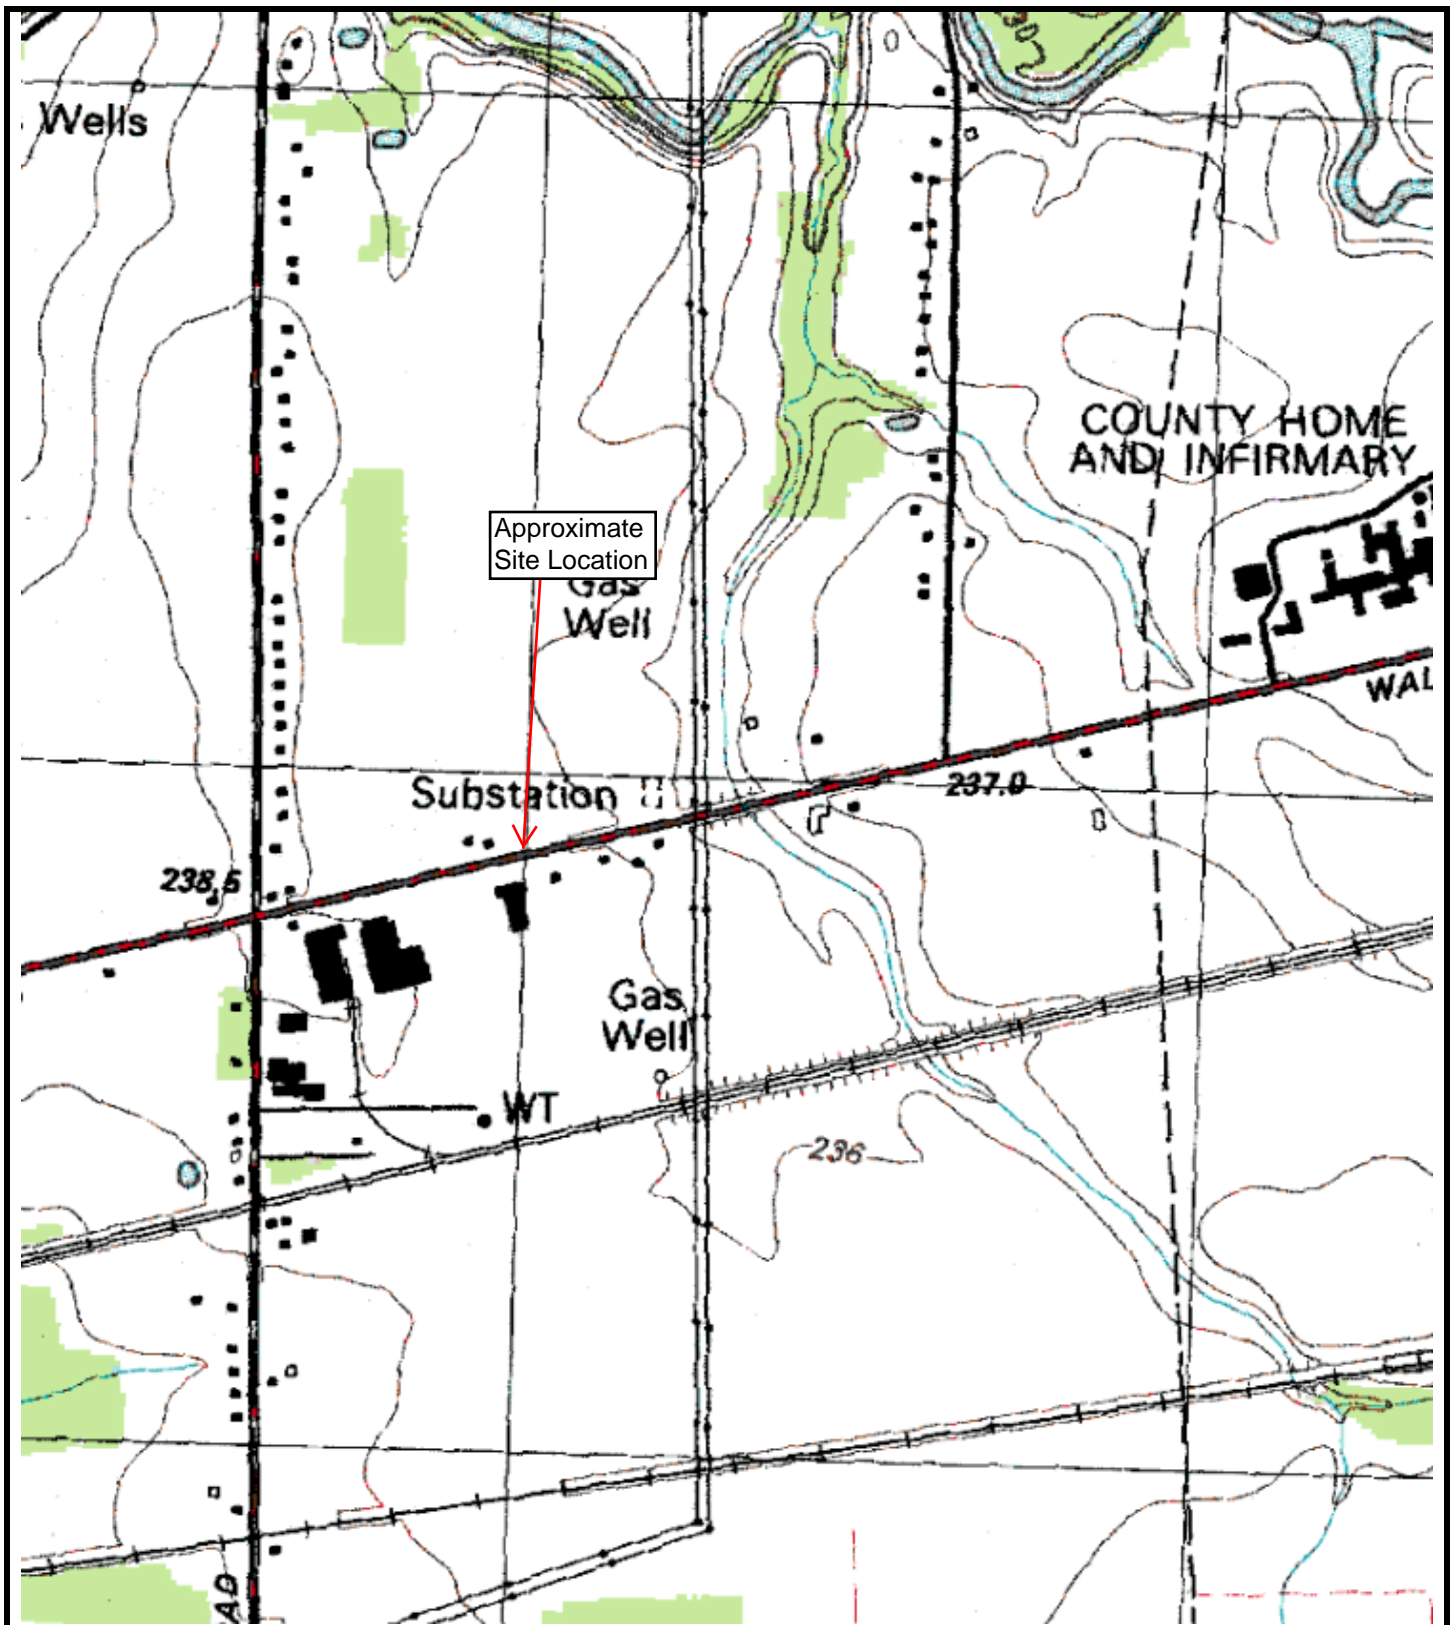 Wells
COUNTY HOME
AND INFIRMARY
Approximate
Site Location
Gas
Well
WAL
Substation
237.0
238.5
Gas
Well
WT
236
AD